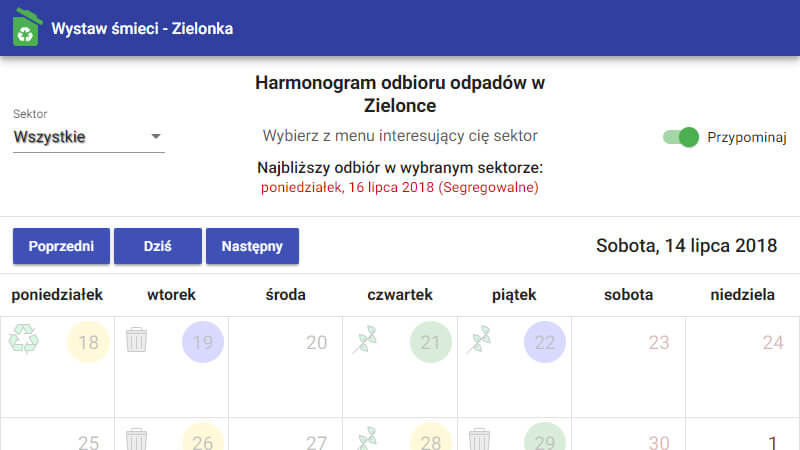 Wystaw śmieci - Zielonka
Harmonogram odbioru odpadów w
Zielonce
Sektor
Wszystkie
Wybierz z menu interesujący cię sektor
Przypominaj
Najbliższy odbiór w wybranym sektorze:
poniedziałek, 16 lipca 2018 (Segregowalne)
Poprzedni Dziś Następny Sobota, 14 lipca 2018
poniedziałek wtorek środa czwartek piątek sobota niedziela
18 19 20 21 22 23 24
25 26 27 28 29 30 1